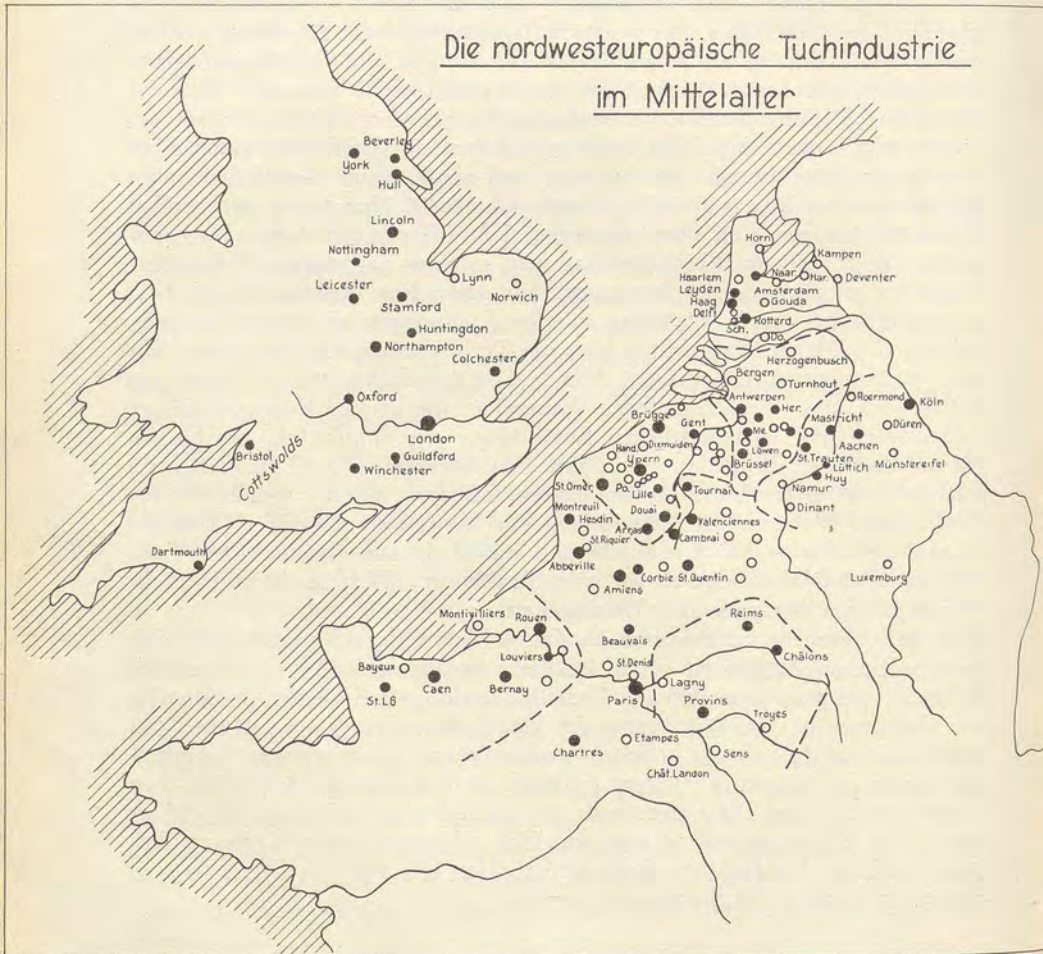 Die nordwesteuropäische Tuchindustrie
im Mittelalter
Beverley
York
Hull
Lincoln
Nottingham
Lynn
Leicester
Norwich
Stamford
Huntingdon
Northampton
Colchester
Oxford
London
Bristol
Guildford
Winchester
Cottswolds
Dartmouth
Horn
Kampen
Haarlem
Naar.
Har.
Deventer
Leyden
Amsterdam
Haag
Gouda
Delft
Sch.
Rotterd.
Do.
Herzogenbusch
Bergen
Turnhout
Roermond
Köln
Antwerpen
Her.
Brügge
Gent
Mastricht
Düren
Me.
Aachen
Hand.
Dixmuiden
Löwen
St.Trauten
Münstereifel
Ypern
Brüssel
Lüttich
St.Omer
Po.
Lille
Tournai
Huy
Namur
Montreuil
Douai
Dinant
Hesdin
Valenciennes
St.Riquier
Arras
Cambrai
Abbeville
Corbie
St.Quentin
Luxemburg
Amiens
Montivilliers
Rouen
Reims
Beauvais
Louviers
Châlons
Bayeux
St.Denis
Caen
Bernay
Lagny
St.Lô
Paris
Provins
Troyes
Etampes
Chartres
Sens
Chât.Landon